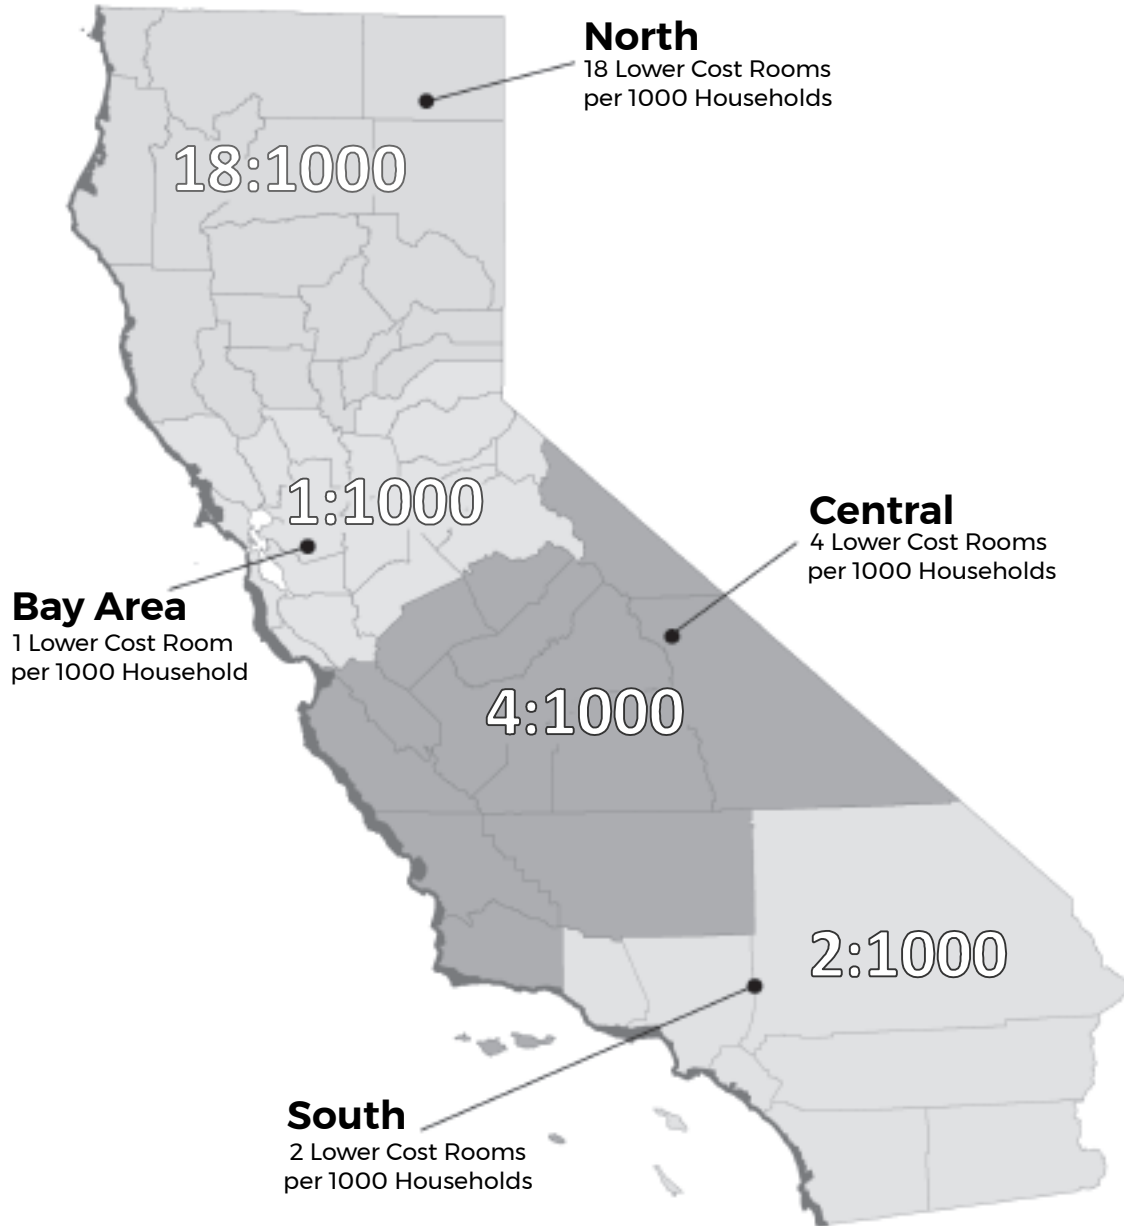 North
18 Lower Cost Rooms
per 1000 Households
18:1000
1:1000
Central
4 Lower Cost Rooms
per 1000 Households
Bay Area
1 Lower Cost Room
per 1000 Household
4:1000
2:1000
South
2 Lower Cost Rooms
per 1000 Households